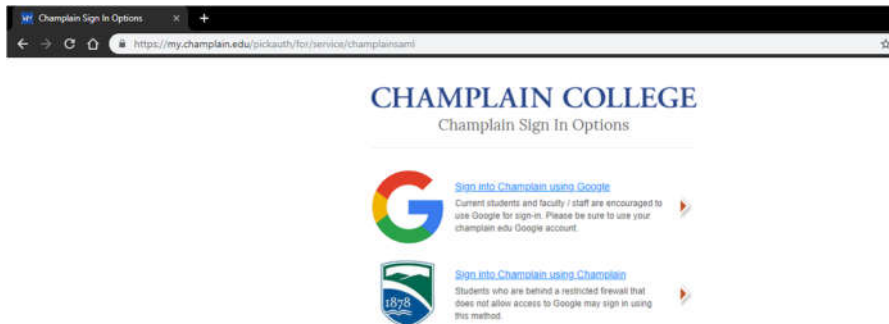 Champlain Sign In Options
https://my.champlain.edu/pickauth/for/service/champlainsaml
CHAMPLAIN COLLEGE
Champlain Sign In Options
Sign into Champlain using Google
Current students and faculty / staff are encouraged to
use Google for sign-in. Please be sure to use your
champlain edu Google account.
Sign into Champlain using Champlain
Students who are behind a restricted firewall that
does not allow access to Google may sign in using
this method.
1878